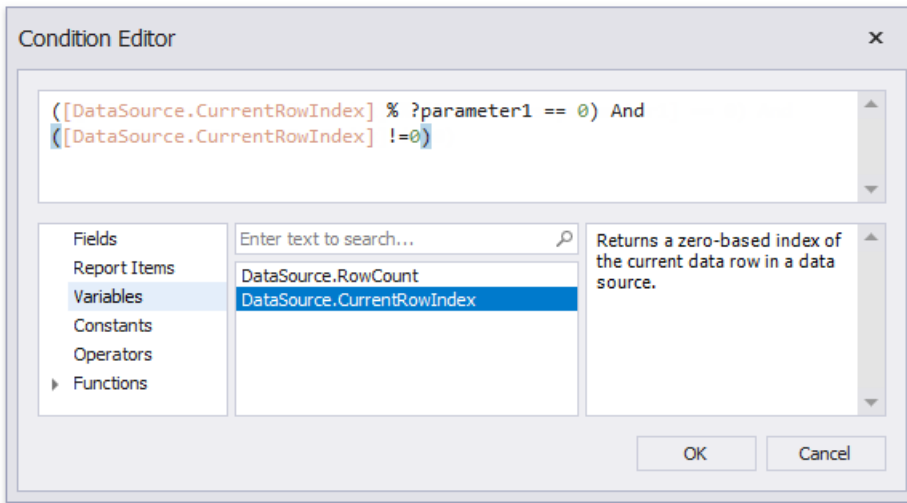 Condition Editor
([DataSource.CurrentRowIndex] % ?parameter1 == 0) And
([DataSource.CurrentRowIndex] !=0)
Fields
Report Items
Variables
Constants
Operators
Functions
Enter text to search...
DataSource.RowCount
DataSource.CurrentRowIndex
Returns a zero-based index of
the current data row in a data
source.
OK
Cancel